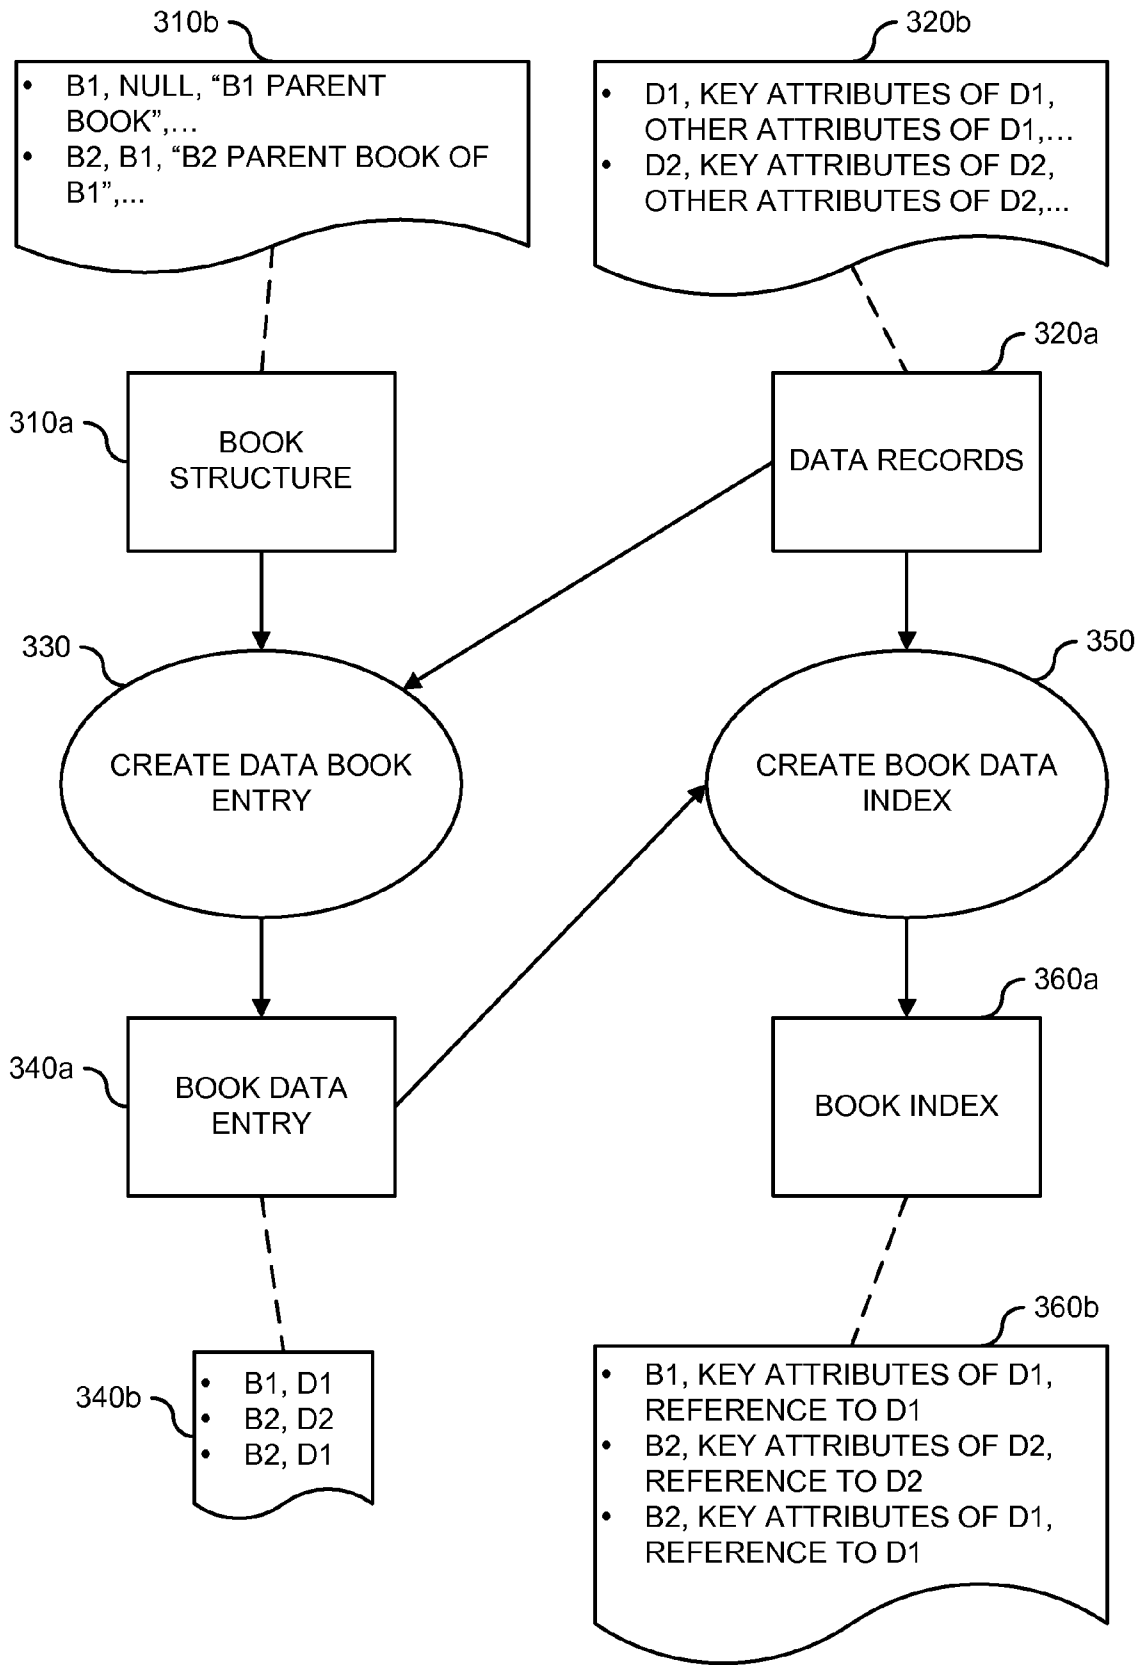 310b
320b
• B1, NULL, “B1 PARENT
BOOK”,...
• B2, B1, “B2 PARENT BOOK OF
B1”,...
• D1, KEY ATTRIBUTES OF D1,
OTHER ATTRIBUTES OF D1,...
• D2, KEY ATTRIBUTES OF D2,
OTHER ATTRIBUTES OF D2,...
320a
310a
BOOK
STRUCTURE
DATA RECORDS
330
350
CREATE DATA BOOK
ENTRY
CREATE BOOK DATA
INDEX
360a
340a
BOOK DATA
ENTRY
BOOK INDEX
360b
340b
• B1, D1
• B2, D2
• B2, D1
• B1, KEY ATTRIBUTES OF D1,
REFERENCE TO D1
• B2, KEY ATTRIBUTES OF D2,
REFERENCE TO D2
• B2, KEY ATTRIBUTES OF D1,
REFERENCE TO D1